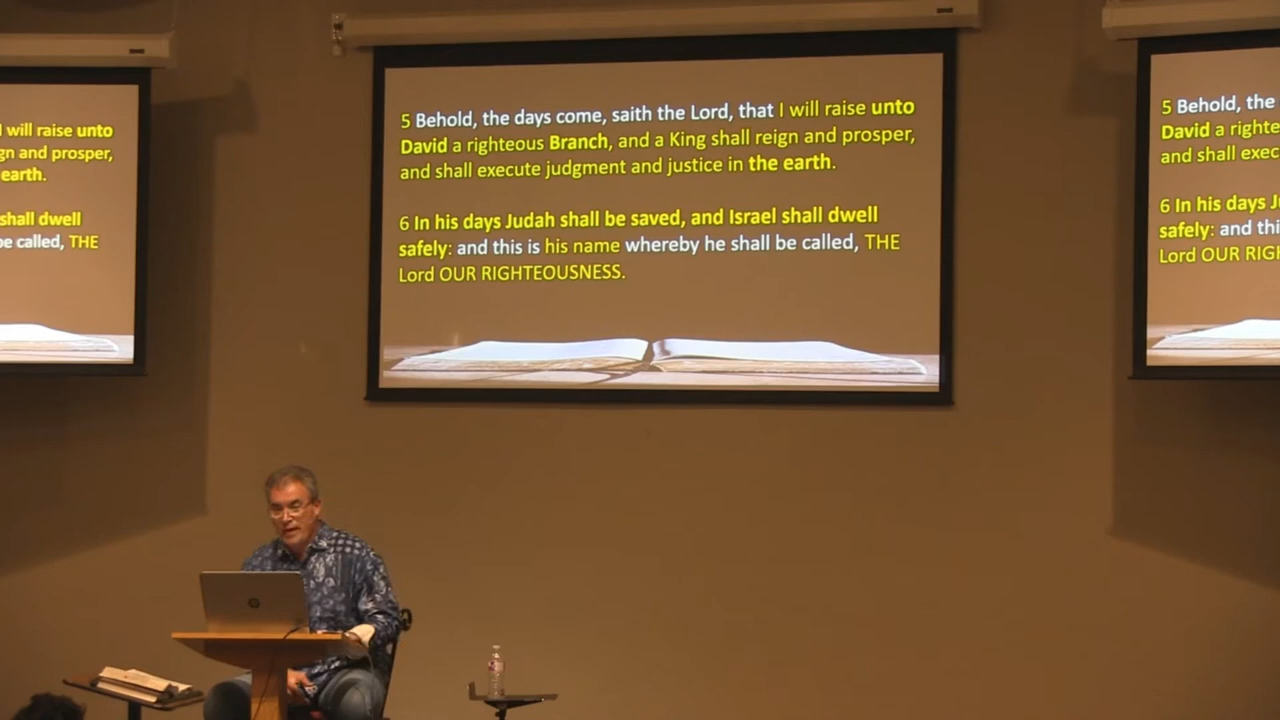 I will raise unto
gn and prosper,
earth.
shall dwell
be called, THE
5 Behold, the days come, saith the Lord, that I will raise unto
David a righteous Branch, and a King shall reign and prosper,
and shall execute judgment and justice in the earth.
6 In his days Judah shall be saved, and Israel shall dwell
safely: and this is his name whereby he shall be called, THE
Lord OUR RIGHTEOUSNESS.
5 Behold, the
David a righte
and shall exec
6 In his days J
safely: and thi
Lord OUR RIGH